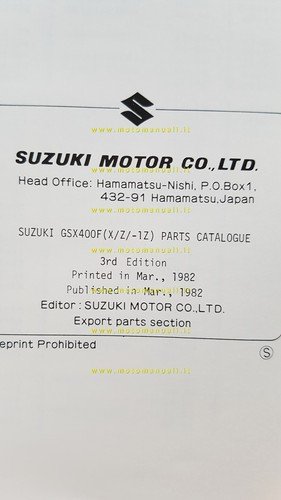 www.motomanuali.it
SUZUKI MOTOR CO.,LTD.
Head Office: Hamamatsu-Nishi, P.O.Box1,
432-91 Hamamatsu,Japan
www.motomanuali.it
SUZUKI GSX400F(X/Z/-1Z) PARTS CATALOGUE
3rd Edition
www.motomanuali.it
Printed in Mar., 1982
Published in Mar., 1982
Editor : SUZUKI MOTOR CO.,LTD.
Export parts section
eprint Prohibited
S
www.motomanuali.it